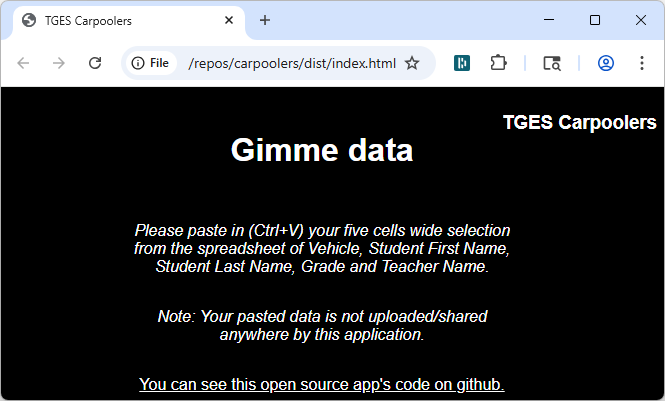 TGES Carpoolers
File
/repos/carpoolers/dist/index.html
TGES Carpoolers
Gimme data
Please paste in (Ctrl+V) your five cells wide selection
from the spreadsheet of Vehicle, Student First Name,
Student Last Name, Grade and Teacher Name.
Note: Your pasted data is not uploaded/shared
anywhere by this application.
You can see this open source app's code on github.